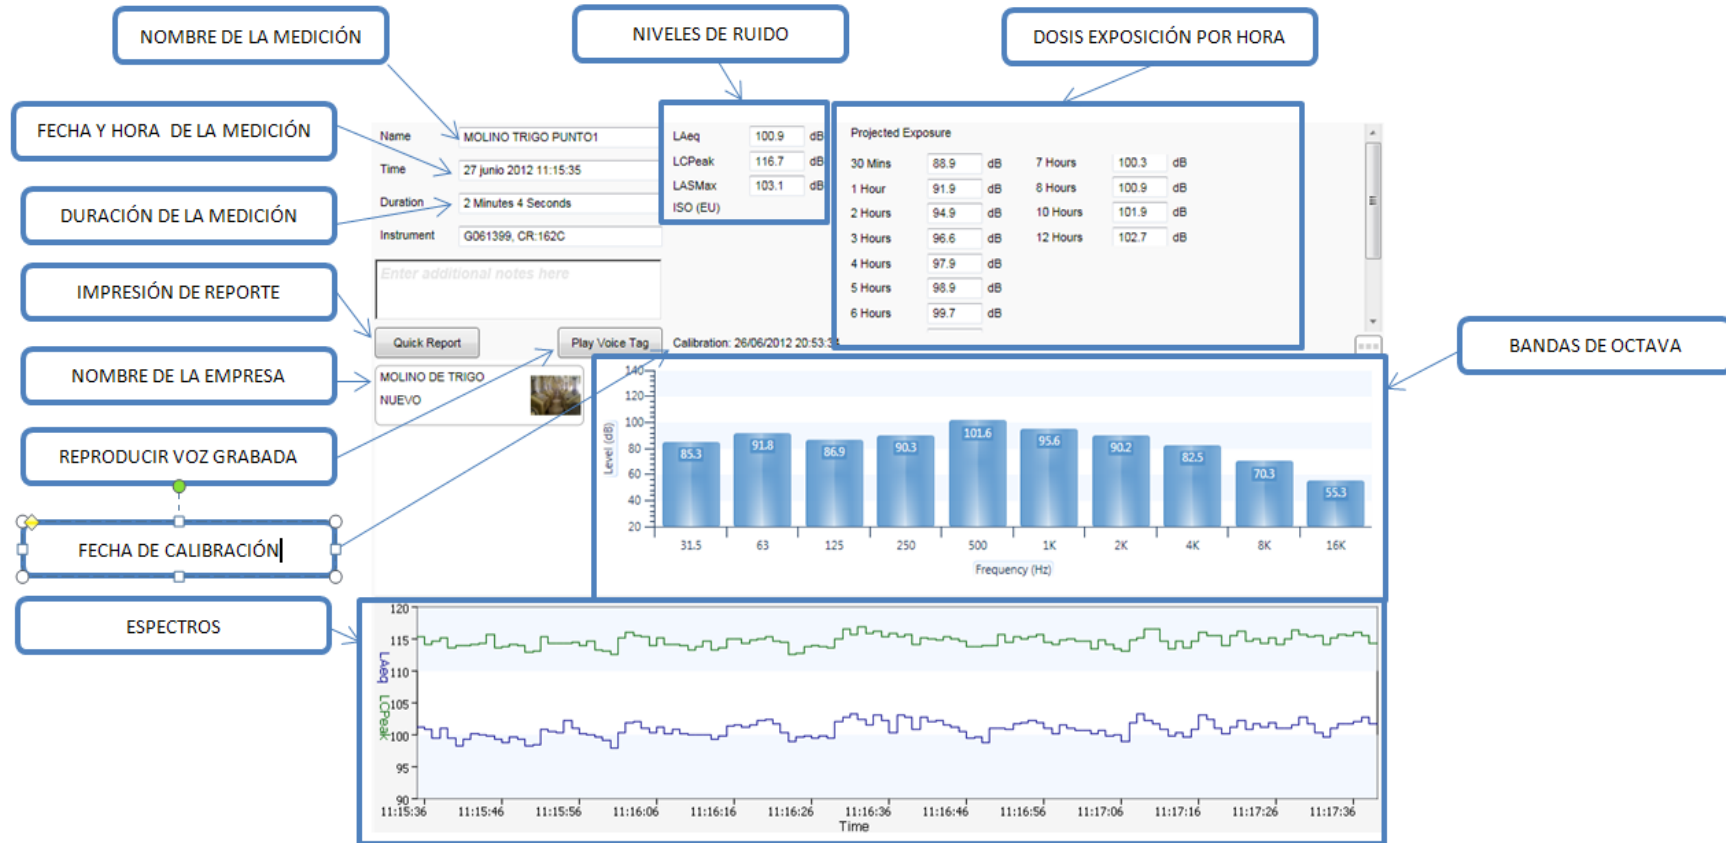 NOMBRE DE LA MEDICIÓN
NIVELES DE RUIDO
DOSIS EXPOSICIÓN POR HORA
FECHA Y HORA DE LA MEDICIÓN
DURACIÓN DE LA MEDICIÓN
IMPRESIÓN DE REPORTE
NOMBRE DE LA EMPRESA
REPRODUCIR VOZ GRABADA
FECHA DE CALIBRACIÓN
ESPECTROS
BANDAS DE OCTAVA
Name MOLINO TRIGO PUNTO1
Time 27 junio 2012 11:15:35
Duration 2 Minutes 4 Seconds
Instrument G061399, CR:162C
Enter additional notes here
Quick Report
Play Voice Tag
Calibration: 26/06/2012 20:53:34
LAeq 100.9 dB
LCPeak 116.7 dB
LASMax 103.1 dB
ISO (EU)
Projected Exposure
30 Mins 88.9 dB
1 Hour 91.9 dB
2 Hours 94.9 dB
3 Hours 96.6 dB
4 Hours 97.9 dB
5 Hours 98.9 dB
6 Hours 99.7 dB
7 Hours 100.3 dB
8 Hours 100.9 dB
10 Hours 101.9 dB
12 Hours 102.7 dB
MOLINO DE TRIGO
NUEVO
Level (dB)
140
120
100
80
60
40
20
85.3 91.8 86.9 90.3 101.6 95.6 90.2 82.5 70.3 55.3
31.5 63 125 250 500 1K 2K 4K 8K 16K
Frequency (Hz)
LAeq
LCPeak
120
115
110
105
100
95
90
11:15:36 11:15:46 11:15:56 11:16:06 11:16:16 11:16:26 11:16:36 11:16:46 11:16:56 11:17:06 11:17:16 11:17:26 11:17:36
Time